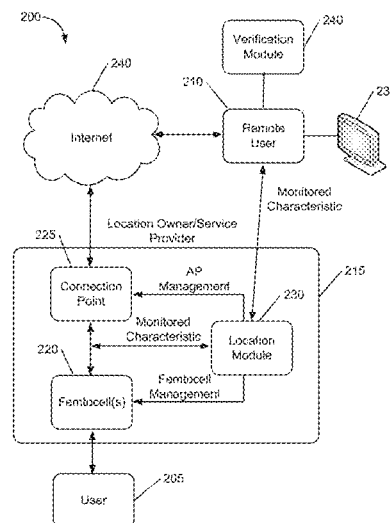 200
240
240
Verification
Module
210
23
Internet
Remote
User
Monitored
Characteristic
Location Owner/Service
Provider
225
215
Connection
Point
AP
Management
230
Monitored
Characteristic
Location
Module
220
Femtocell(s)
Femtocell
Management
User
205